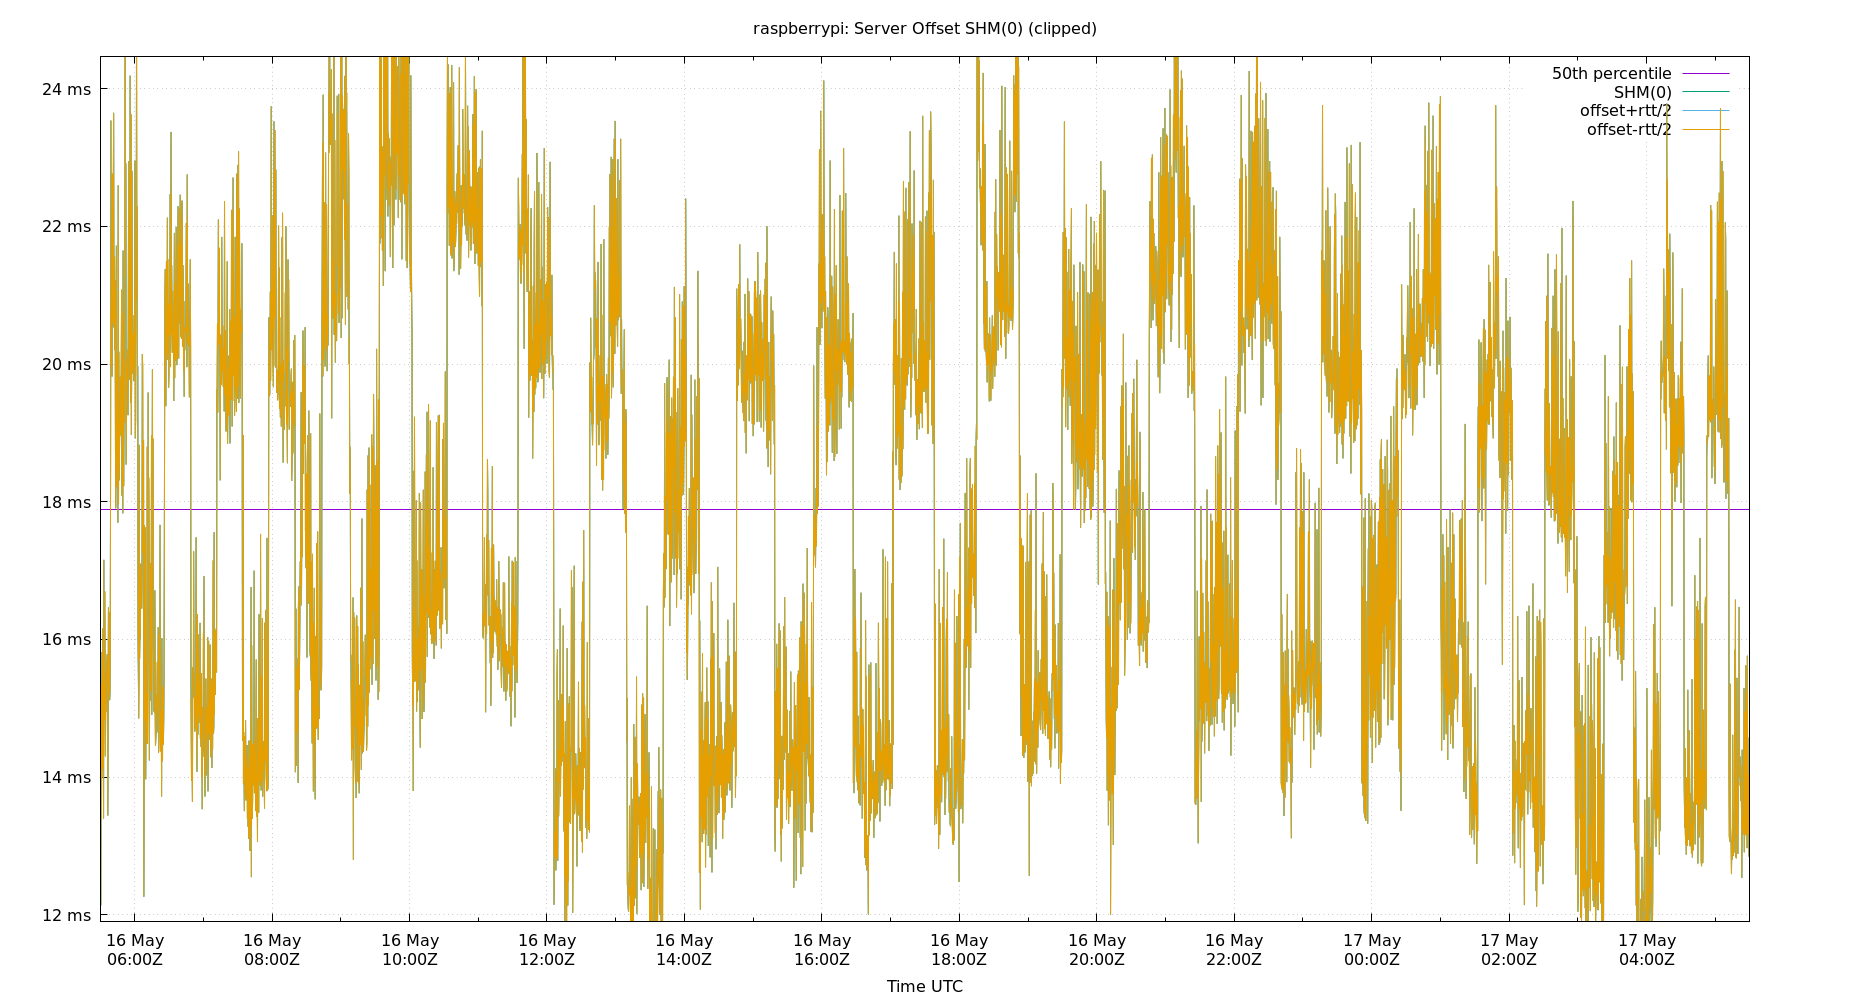 raspberrypi: Server Offset SHM(0) (clipped)
50th percentile
SHM(0)
offset+rtt/2
offset-rtt/2
24 ms
22 ms
20 ms
18 ms
16 ms
14 ms
12 ms
16 May 16 May 16 May 16 May 16 May 16 May 16 May 16 May 16 May 17 May 17 May 17 May
06:00Z 08:00Z 10:00Z 12:00Z 14:00Z 16:00Z 18:00Z 20:00Z 22:00Z 00:00Z 02:00Z 04:00Z
Time UTC